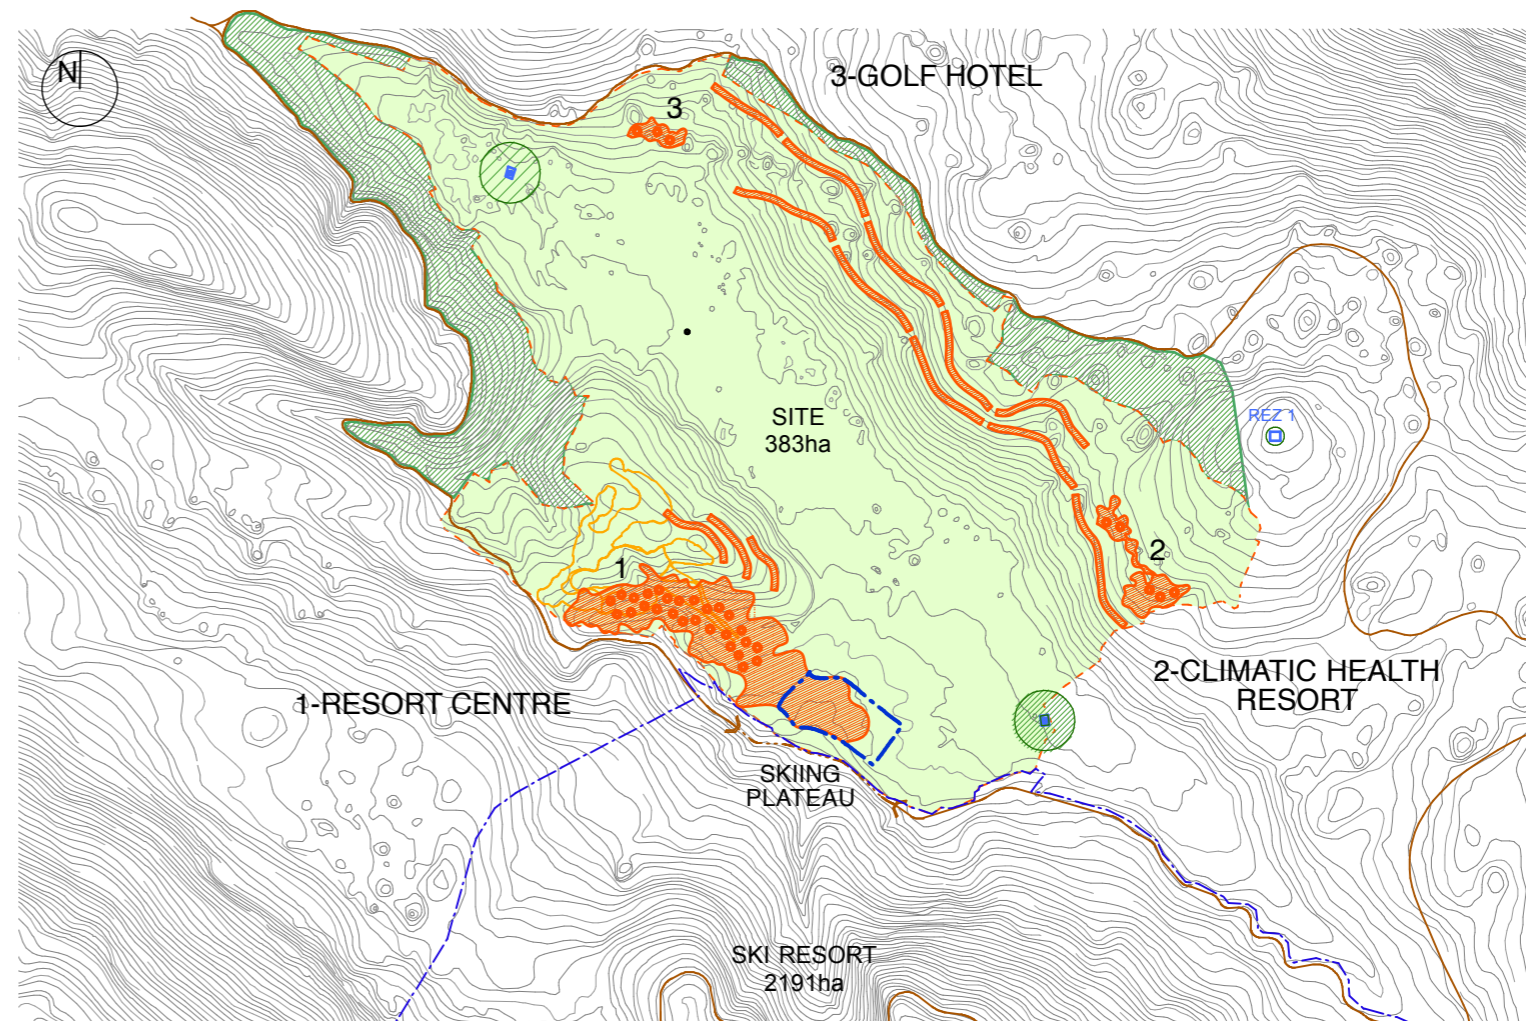 N
3-GOLF HOTEL
3
SITE
383ha
REZ 1
1
2
2-CLIMATIC HEALTH
RESORT
1-RESORT CENTRE
SKIING
PLATEAU
SKI RESORT
2191ha